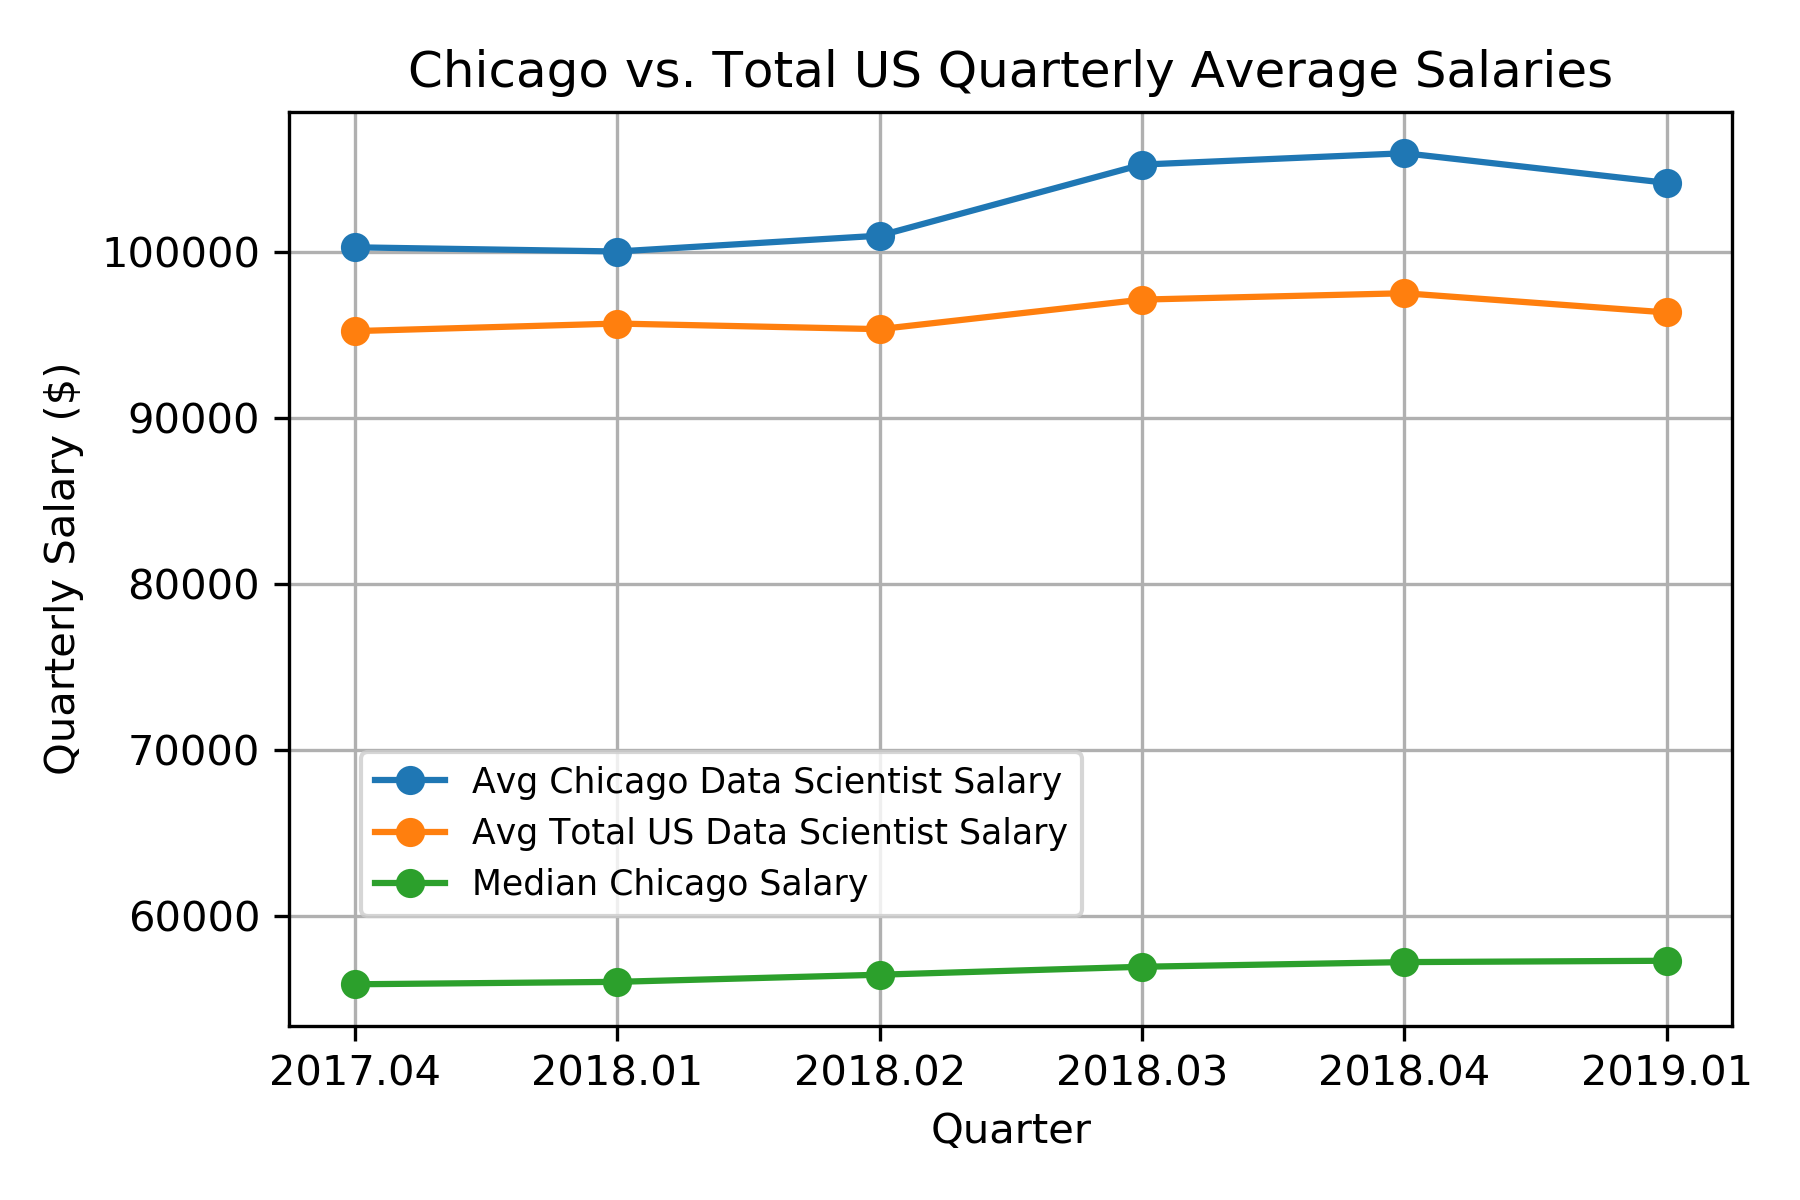 Chicago vs. Total US Quarterly Average Salaries
Quarterly Salary ($)
100000
90000
80000
70000
60000
Avg Chicago Data Scientist Salary
Avg Total US Data Scientist Salary
Median Chicago Salary
2017.04 2018.01 2018.02 2018.03 2018.04 2019.01
Quarter